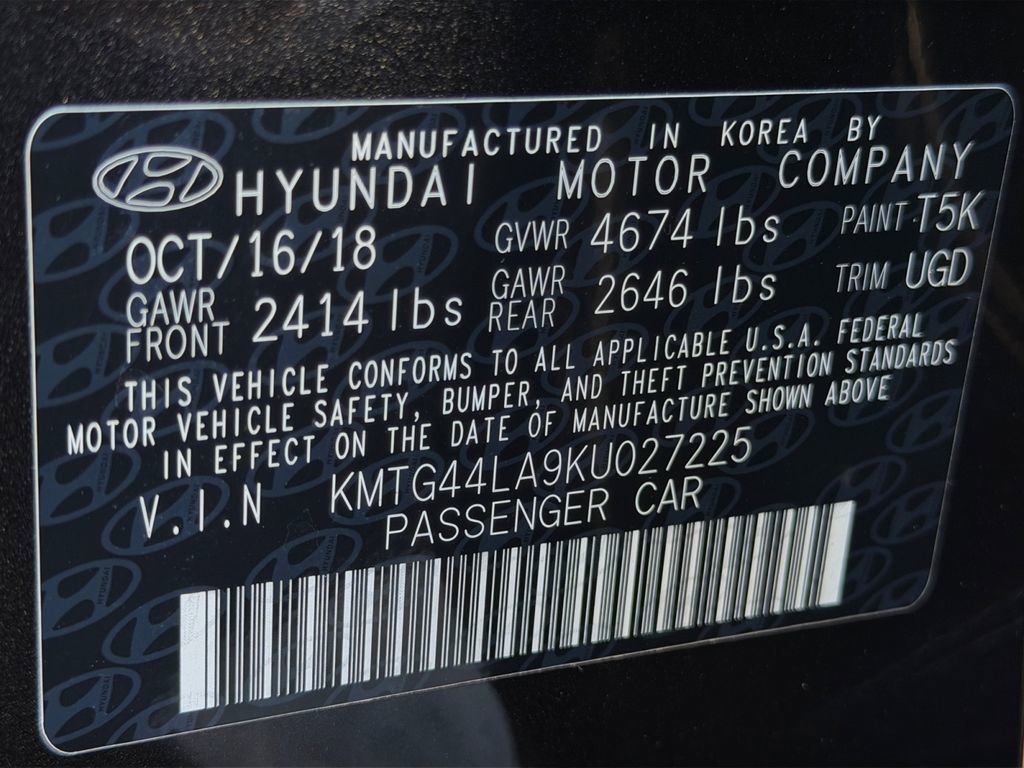 MANUFACTURED IN KOREA BY
HYUNDAI MOTOR COMPANY
OCT/16/18 GVWR 4674 lbs PAINT T5K
GAWR FRONT 2414 lbs GAWR REAR 2646 lbs TRIM UGD
THIS VEHICLE CONFORMS TO ALL APPLICABLE U.S.A. FEDERAL
MOTOR VEHICLE SAFETY, BUMPER, AND THEFT PREVENTION STANDARDS
IN EFFECT ON THE DATE OF MANUFACTURE SHOWN ABOVE
V.I.N KMTG44LA9KU027225
PASSENGER CAR